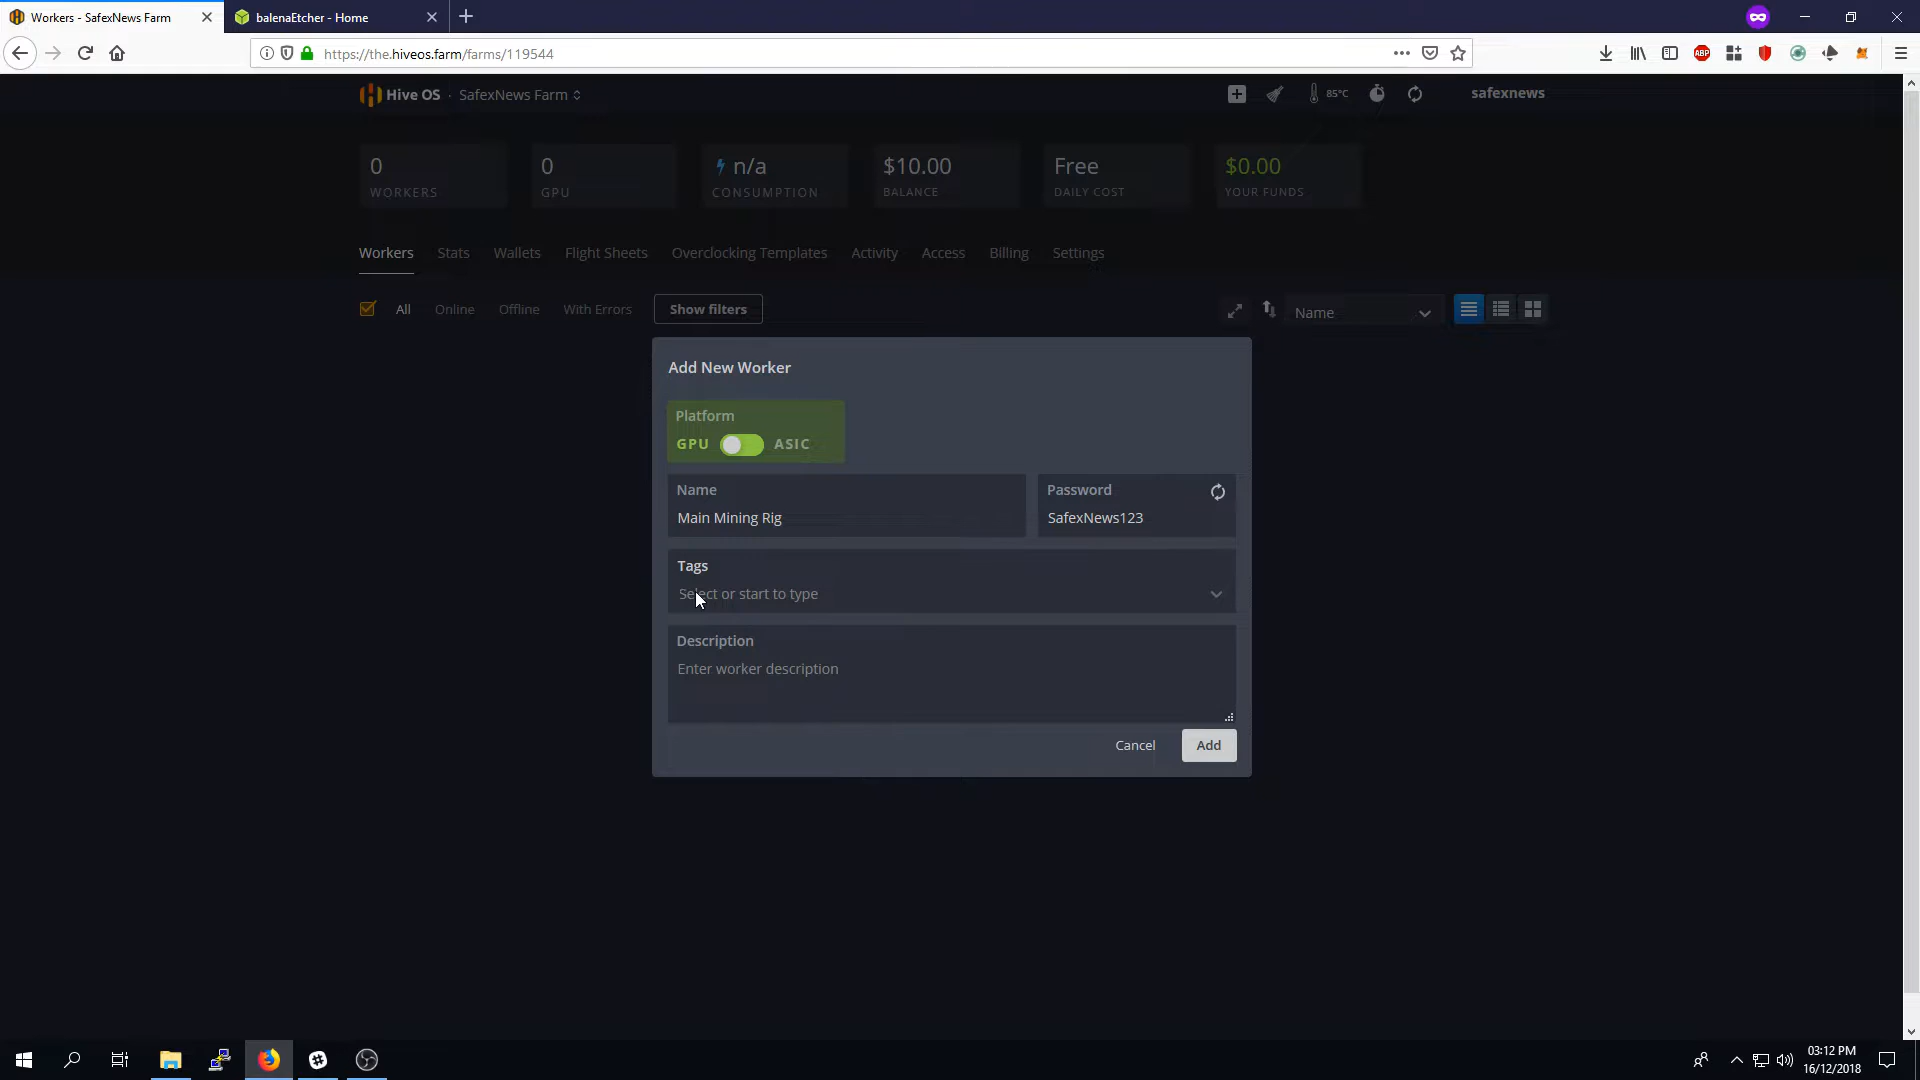 Workers - SafexNews Farm
balenaEtcher - Home
https://the.hiveos.farm/farms/119544
ABP
Hive OS · SafexNews Farm
85°C
safexnews
0
WORKERS
0
GPU
n/a
CONSUMPTION
$10.00
BALANCE
Free
DAILY COST
$0.00
YOUR FUNDS
Workers Stats Wallets Flight Sheets Overclocking Templates Activity Access Billing Settings
All Online Offline With Errors Show filters
Name
Add New Worker
Platform
GPU ASIC
Name
Main Mining Rig
Password
SafexNews123
Tags
Select or start to type
Description
Enter worker description
Cancel Add
03:12 PM
16/12/2018